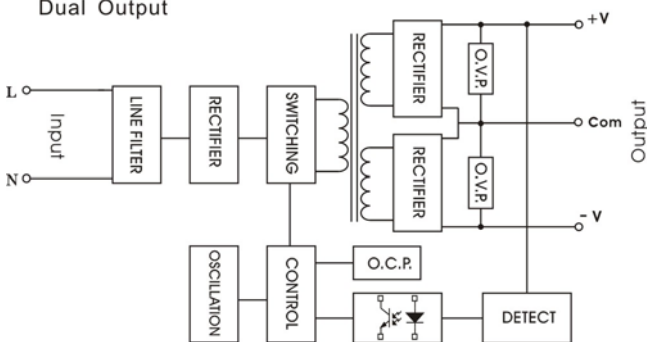 Dual Output
+V
RECTIFIER
O.V.P.
L
LINE FILTER
RECTIFIER
SWITCHING
Input
Com
Output
N
RECTIFIER
O.V.P.
- V
OSCILLATION
CONTROL
O.C.P.
DETECT